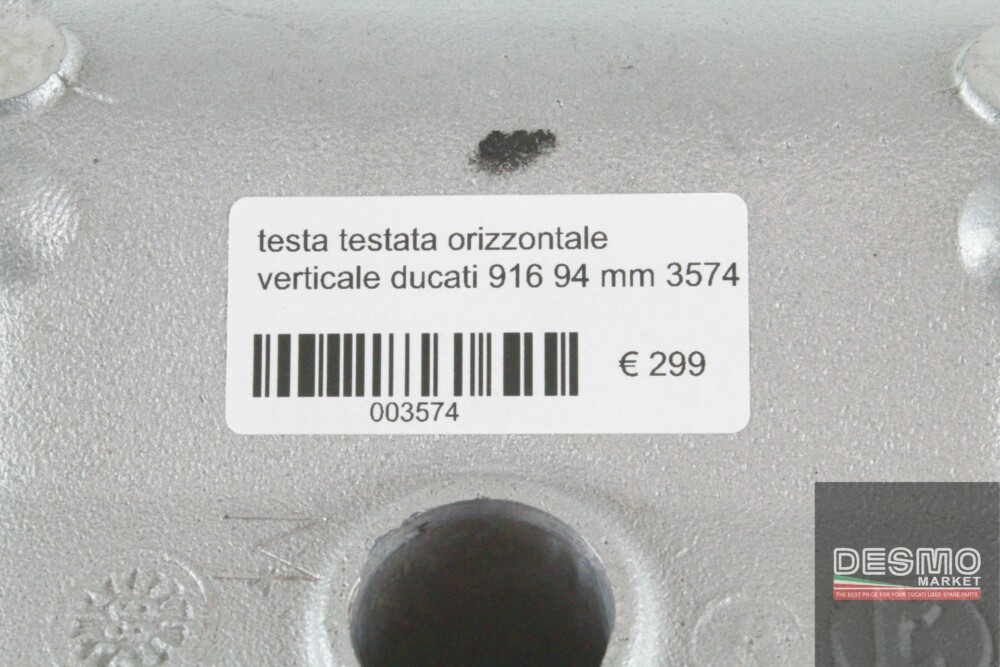 testa testata orizzontale
verticale ducati 916 94 mm 3574
€ 299
003574
DESMO
MARKET
THE BEST PRICE FOR YOUR DUCATI USED SPARE PARTS